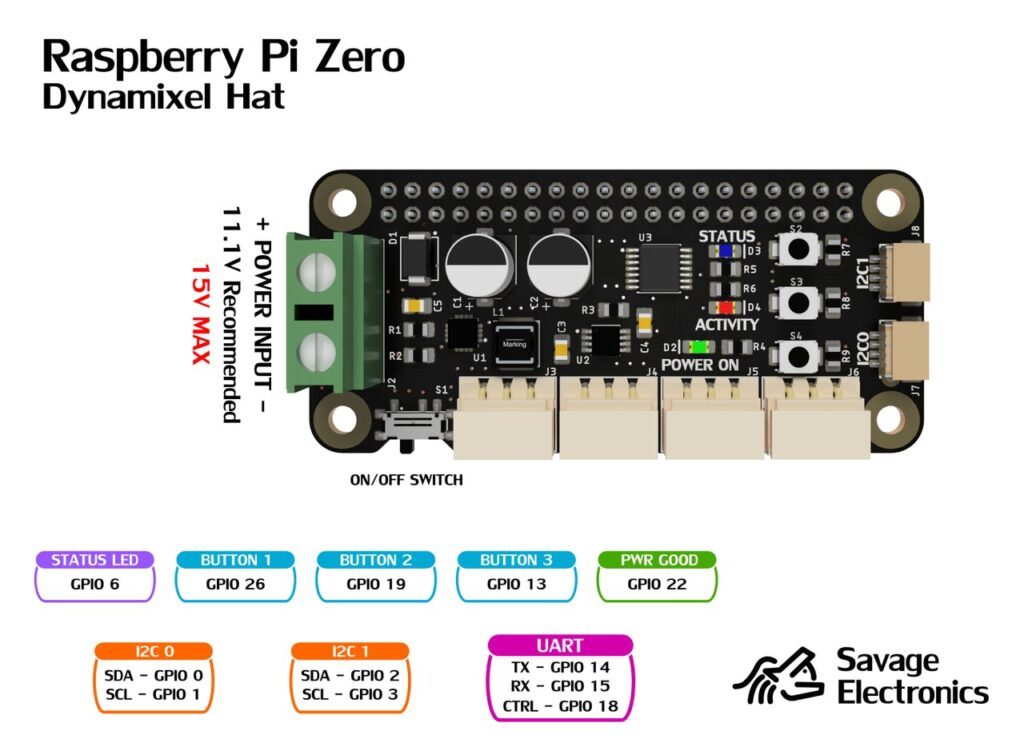 Raspberry Pi Zero
Dynamixel Hat
+ POWER INPUT -
11.1V Recommended
15V MAX
D1
C1
+
C2
+
C5
L1
Marking
R1
R2
U1
C3
R3
U2
C4
U3
STATUS
D3
R5
R6
D4
ACTIVITY
D2
R4
POWER ON
S2
R7
S3
R8
S4
R9
J8
I2C1
I2C0
J7
J2
S1
J3
J4
J5
J6
ON/OFF SWITCH
STATUS LED
GPIO 6
BUTTON 1
GPIO 26
BUTTON 2
GPIO 19
BUTTON 3
GPIO 13
PWR GOOD
GPIO 22
I2C 0
SDA - GPIO 0
SCL - GPIO 1
I2C 1
SDA - GPIO 2
SCL - GPIO 3
UART
TX - GPIO 14
RX - GPIO 15
CTRL - GPIO 18
Savage
Electronics